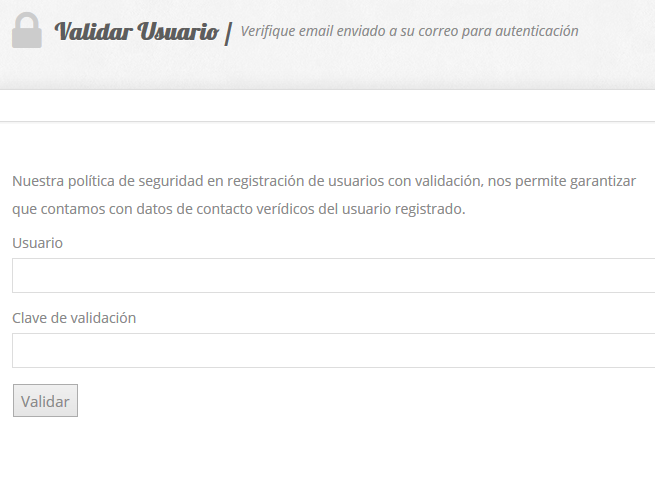 Validar Usuario / Verifique email enviado a su correo para autenticación
Nuestra política de seguridad en registración de usuarios con validación, nos permite garantizar
que contamos con datos de contacto verídicos del usuario registrado.
Usuario
Clave de validación
Validar